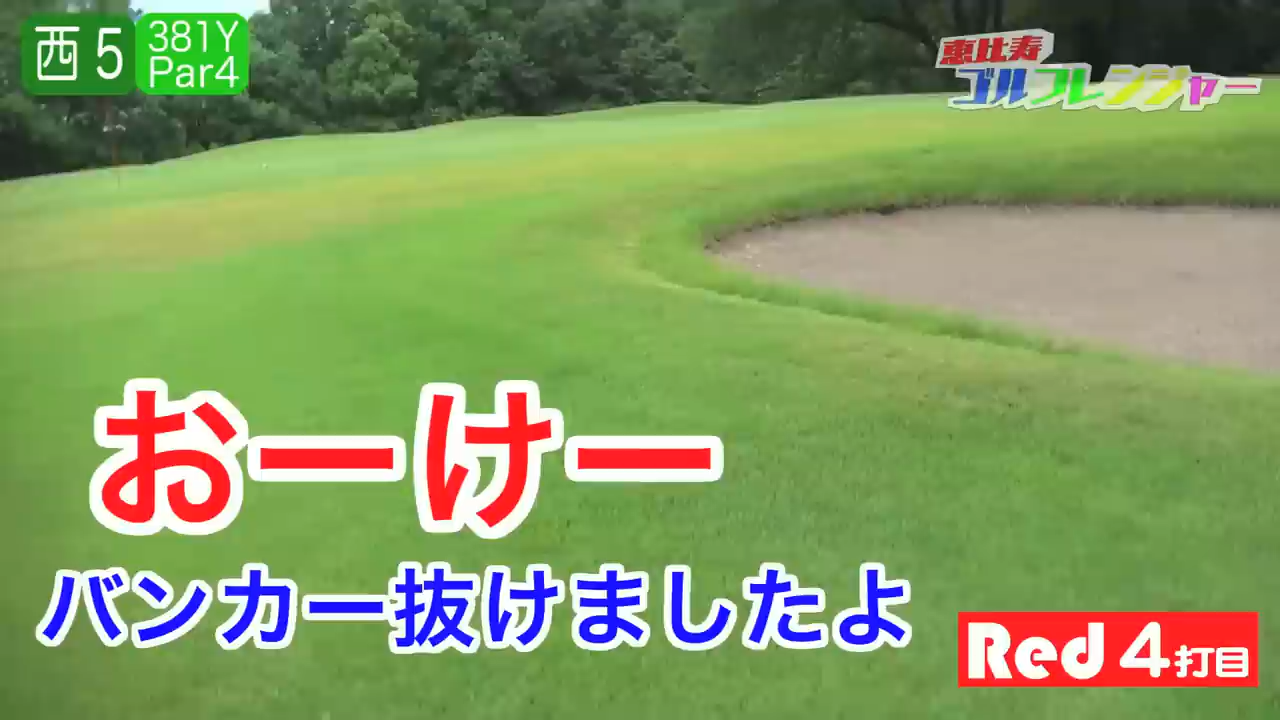 西 5
381Y
Par4
恵比寿
ゴルフレンジャー
おーけー
バンカー抜けましたよ
Red 4打目